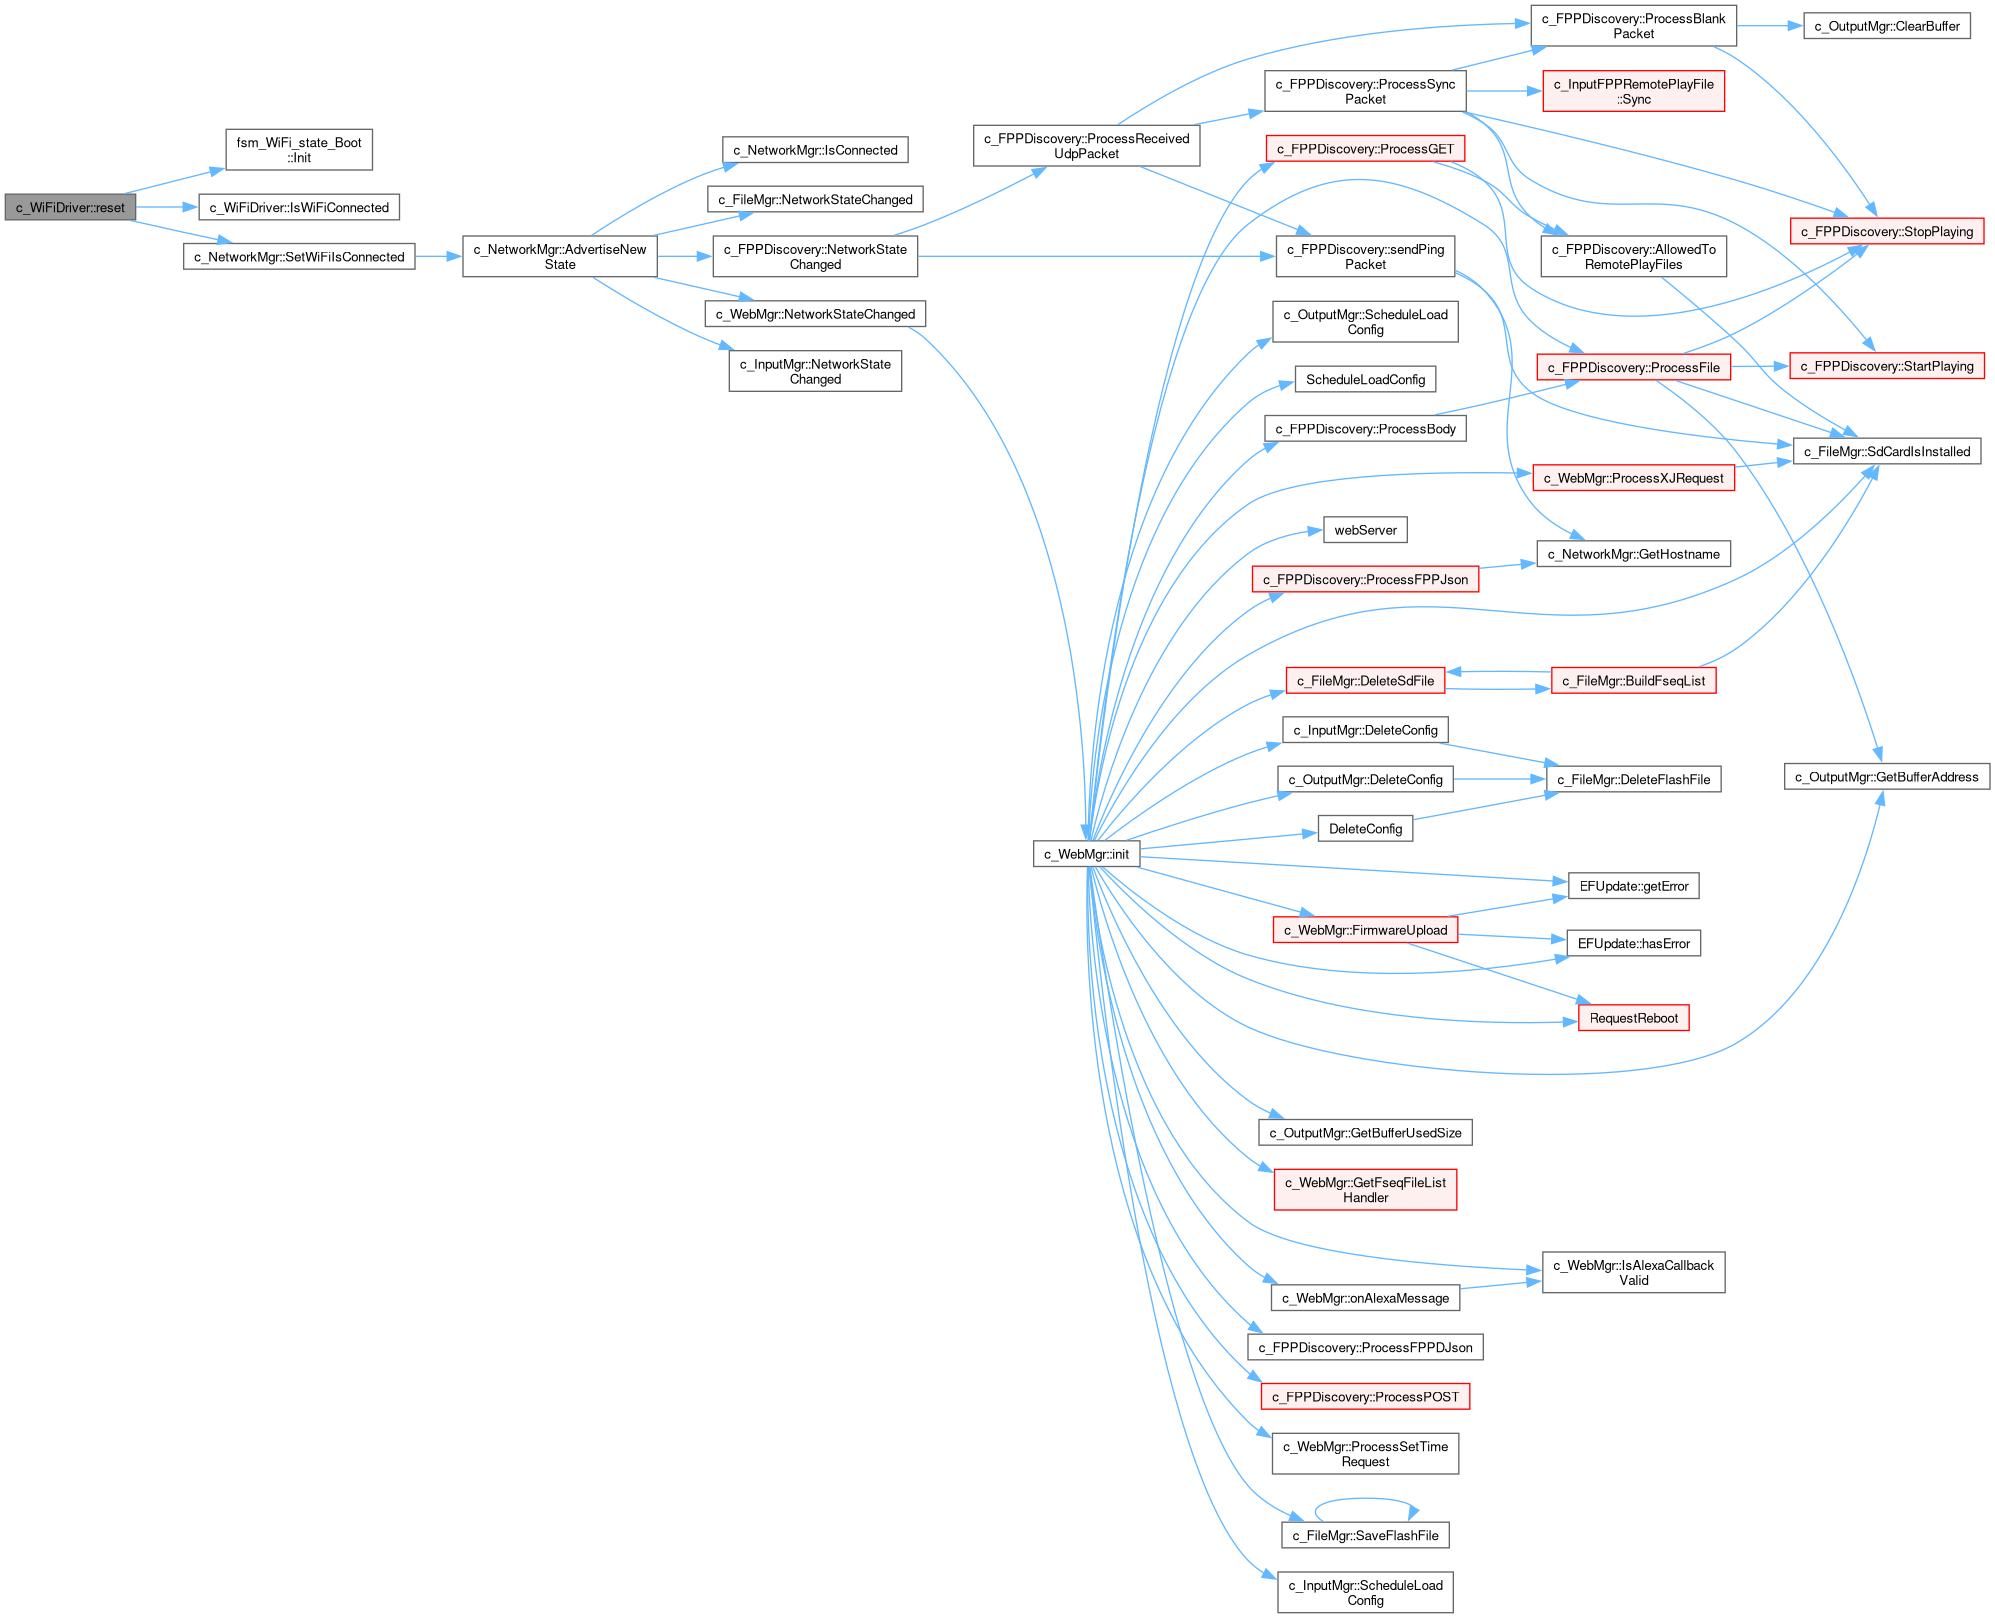 c_WiFiDriver::reset
fsm_WiFi_state_Boot
::Init
c_WiFiDriver::IsWiFiConnected
c_NetworkMgr::SetWiFiIsConnected
c_NetworkMgr::AdvertiseNew
State
c_NetworkMgr::IsConnected
c_FileMgr::NetworkStateChanged
c_FPPDiscovery::NetworkState
Changed
c_WebMgr::NetworkStateChanged
c_InputMgr::NetworkState
Changed
c_FPPDiscovery::ProcessReceived
UdpPacket
c_WebMgr::init
c_FPPDiscovery::ProcessSync
Packet
c_FPPDiscovery::ProcessGET
c_FPPDiscovery::sendPing
Packet
c_OutputMgr::ScheduleLoad
Config
ScheduleLoadConfig
c_FPPDiscovery::ProcessBody
webServer
c_FPPDiscovery::ProcessFPPJson
c_FileMgr::DeleteSdFile
c_InputMgr::DeleteConfig
c_OutputMgr::DeleteConfig
DeleteConfig
c_WebMgr::FirmwareUpload
c_OutputMgr::GetBufferUsedSize
c_WebMgr::GetFseqFileList
Handler
c_WebMgr::onAlexaMessage
c_FPPDiscovery::ProcessFPPDJson
c_FPPDiscovery::ProcessPOST
c_WebMgr::ProcessSetTime
Request
c_FileMgr::SaveFlashFile
c_InputMgr::ScheduleLoad
Config
c_FPPDiscovery::ProcessBlank
Packet
c_InputFPPRemotePlayFile
::Sync
c_FPPDiscovery::AllowedTo
RemotePlayFiles
c_FPPDiscovery::ProcessFile
c_WebMgr::ProcessXJRequest
c_NetworkMgr::GetHostname
c_FileMgr::BuildFseqList
c_FileMgr::DeleteFlashFile
EFUpdate::getError
EFUpdate::hasError
RequestReboot
c_WebMgr::IsAlexaCallback
Valid
c_OutputMgr::ClearBuffer
c_FPPDiscovery::StopPlaying
c_FPPDiscovery::StartPlaying
c_FileMgr::SdCardIsInstalled
c_OutputMgr::GetBufferAddress